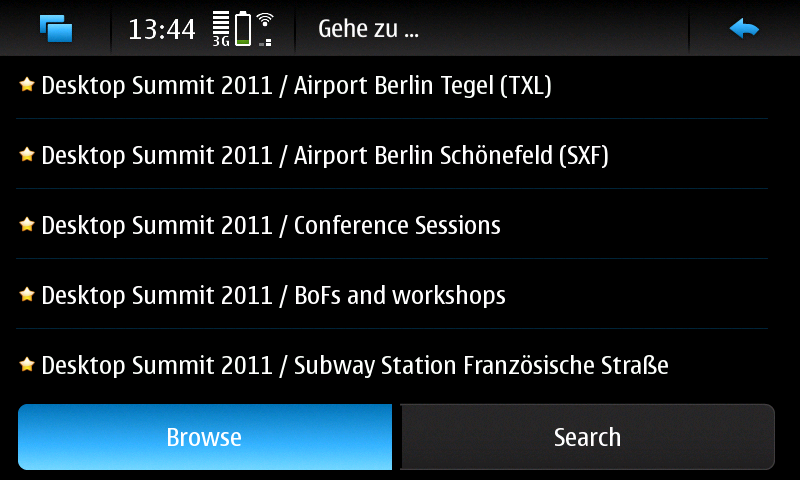 13:44
3G
Gehe zu ...
Desktop Summit 2011 / Airport Berlin Tegel (TXL)
Desktop Summit 2011 / Airport Berlin Schönefeld (SXF)
Desktop Summit 2011 / Conference Sessions
Desktop Summit 2011 / BoFs and workshops
Desktop Summit 2011 / Subway Station Französische Straße
Browse
Search